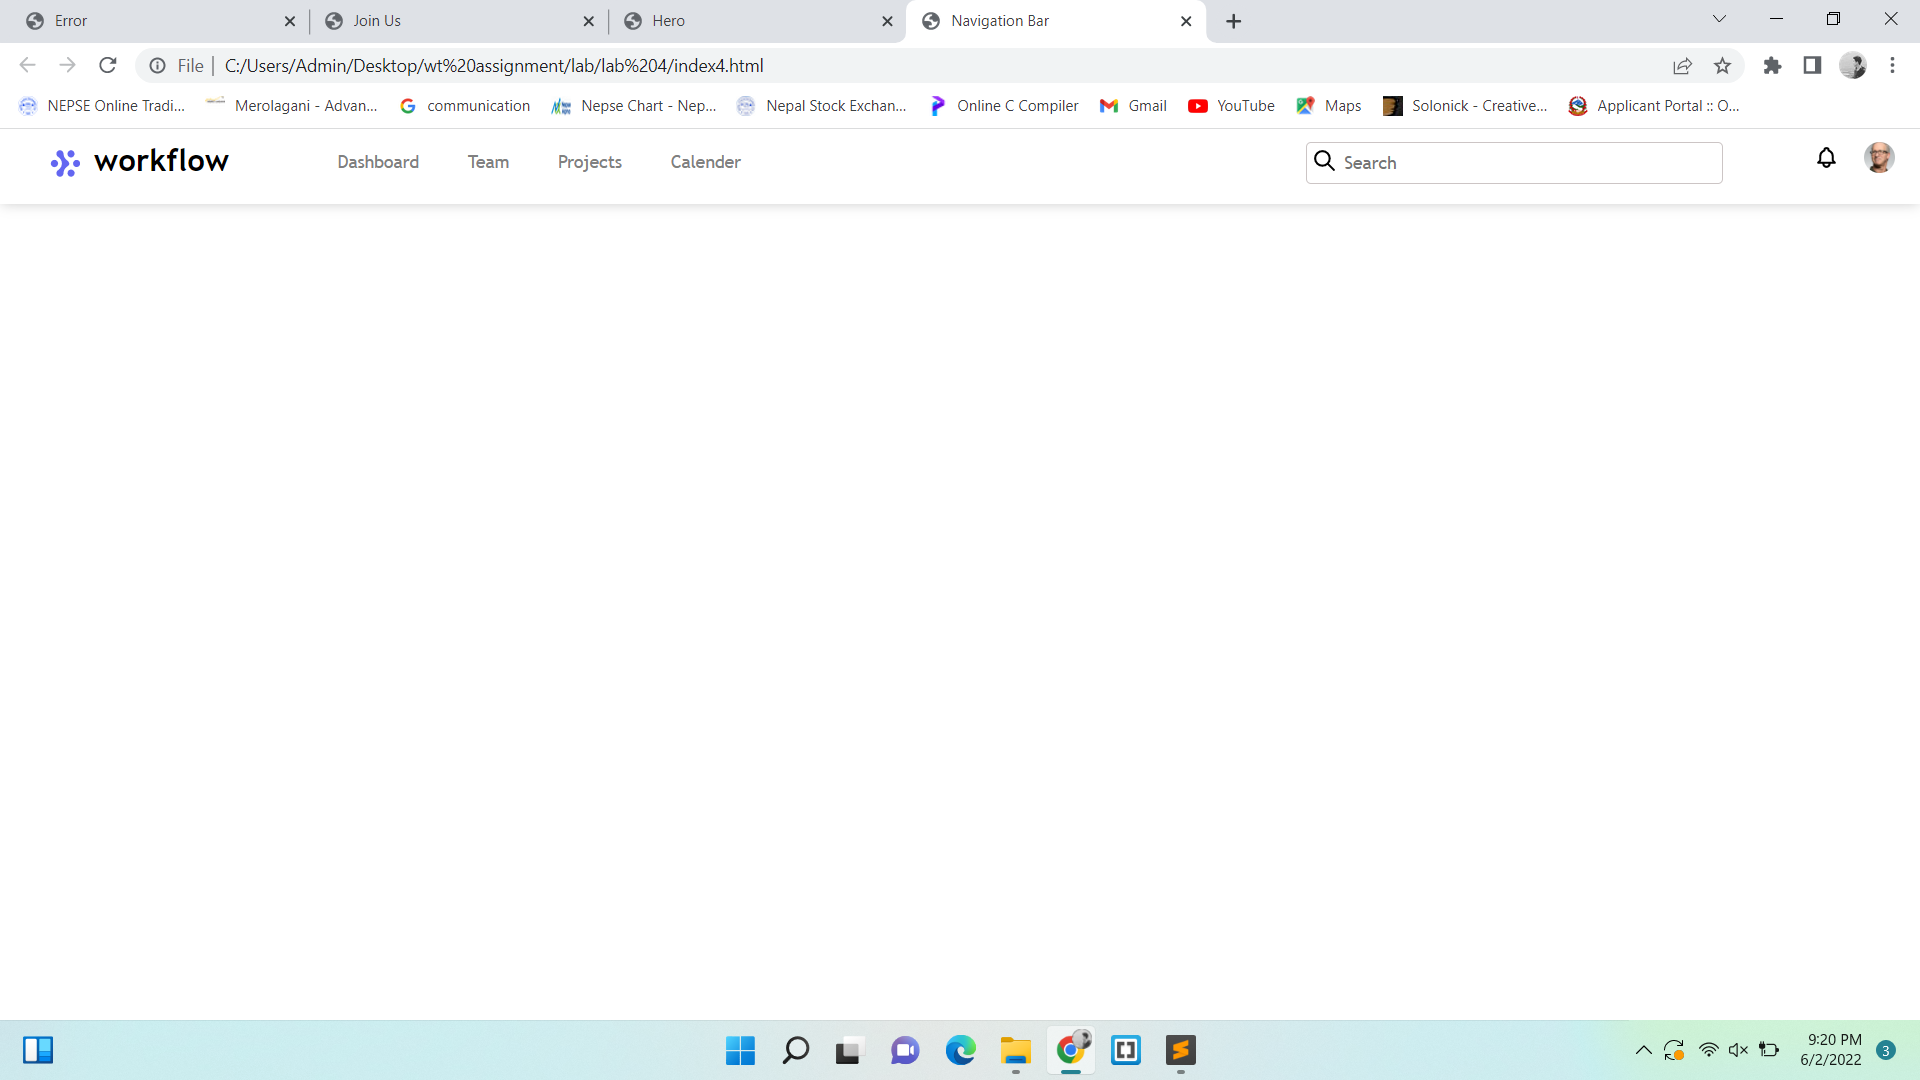 Error
Join Us
Hero
Navigation Bar
File
C:/Users/Admin/Desktop/wt%20assignment/lab/lab%204/index4.html
NEPSE Online Tradi...
Merolagani - Advan...
communication
Nepse Chart - Nep...
Nepal Stock Exchan...
Online C Compiler
Gmail
YouTube
Maps
Solonick - Creative...
Applicant Portal :: O...
workflow
Dashboard
Team
Projects
Calender
Search
9:20 PM
6/2/2022
3